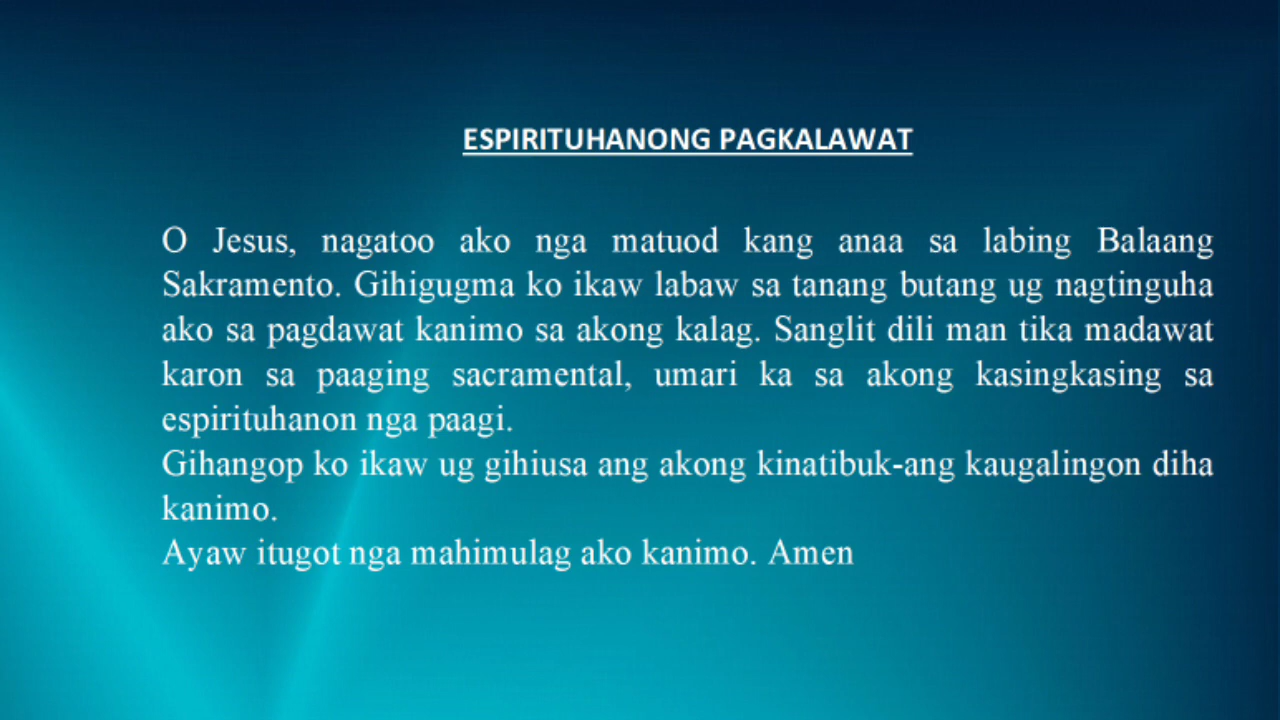 ESPIRITUHANONG PAGKALAWAT
O Jesus, nagatoo ako nga matuod kang anaa sa labing Balaang
Sakramento. Gihigugma ko ikaw labaw sa tanang butang ug nagtinguha
ako sa pagdawat kanimo sa akong kalag. Sanglit dili man tika madawat
karon sa paaging sacramental, umari ka sa akong kasingkasing sa
espirituhanon nga paagi.
Gihangop ko ikaw ug gihiusa ang akong kinatibuk-ang kaugalingon diha
kanimo.
Ayaw itugot nga mahimulag ako kanimo. Amen